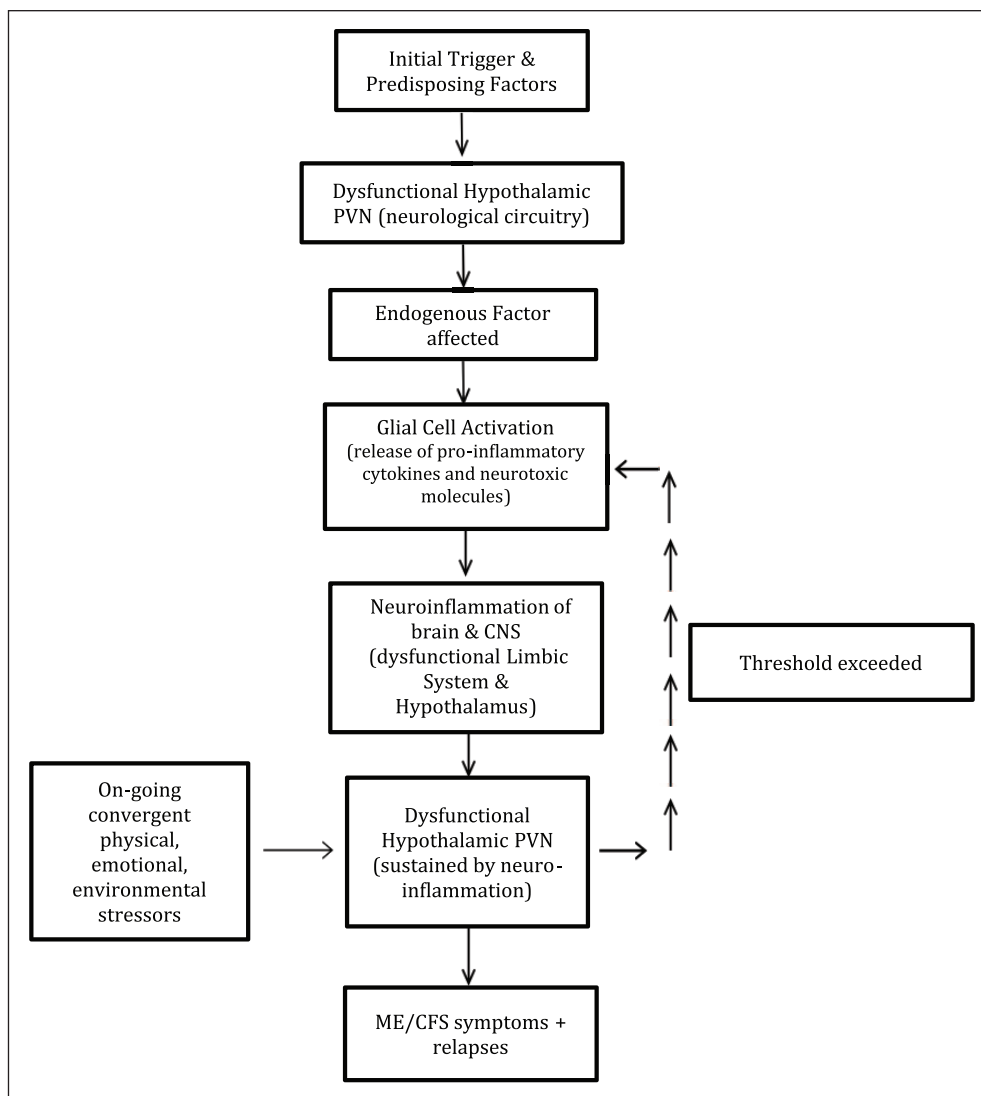 Initial Trigger &
Predisposing Factors
Dysfunctional Hypothalamic
PVN (neurological circuitry)
Endogenous Factor
affected
Glial Cell Activation
(release of pro-inflammatory
cytokines and neurotoxic
molecules)
Neuroinflammation of
brain & CNS
(dysfunctional Limbic
System &
Hypothalamus)
Threshold exceeded
On-going
convergent
physical,
emotional,
environmental
stressors
Dysfunctional
Hypothalamic PVN
(sustained by neuro-
inflammation)
ME/CFS symptoms +
relapses